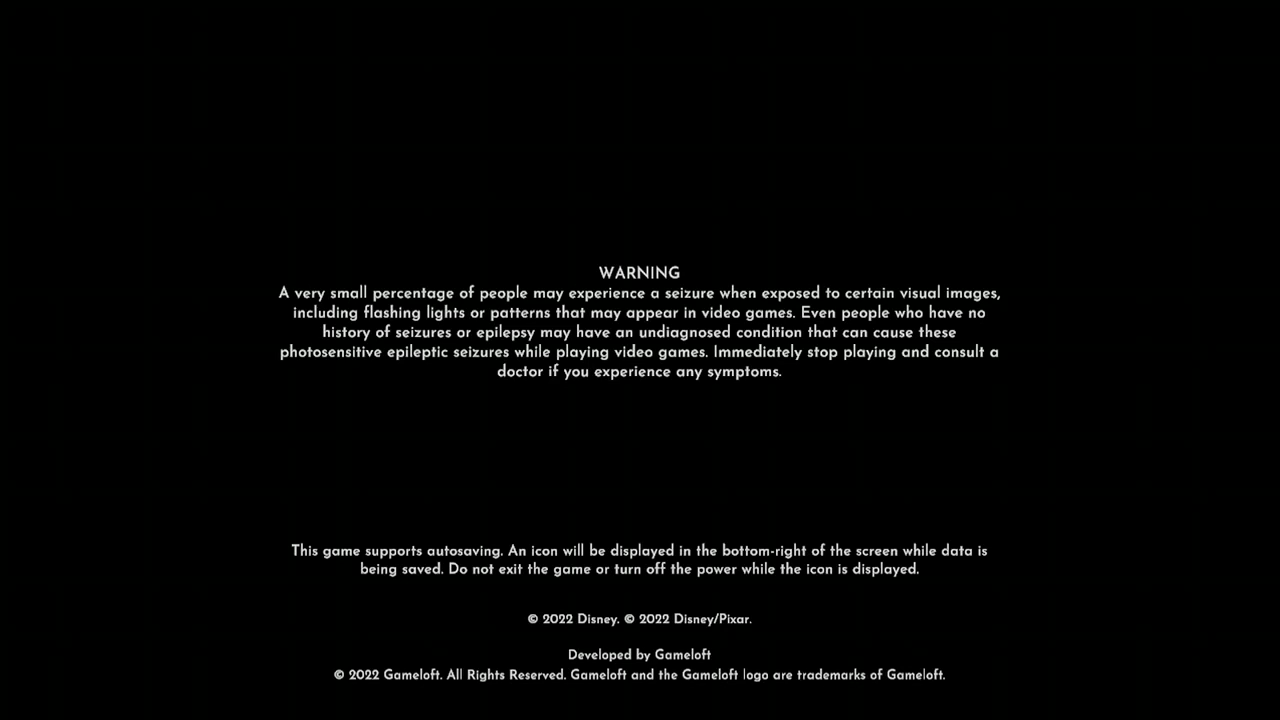 WARNING
A very small percentage of people may experience a seizure when exposed to certain visual images,
including flashing lights or patterns that may appear in video games. Even people who have no
history of seizures or epilepsy may have an undiagnosed condition that can cause these
photosensitive epileptic seizures while playing video games. Immediately stop playing and consult a
doctor if you experience any symptoms.
This game supports autosaving. An icon will be displayed in the bottom-right of the screen while data is
being saved. Do not exit the game or turn off the power while the icon is displayed.
© 2022 Disney. © 2022 Disney/Pixar.
Developed by Gameloft
© 2022 Gameloft. All Rights Reserved. Gameloft and the Gameloft logo are trademarks of Gameloft.